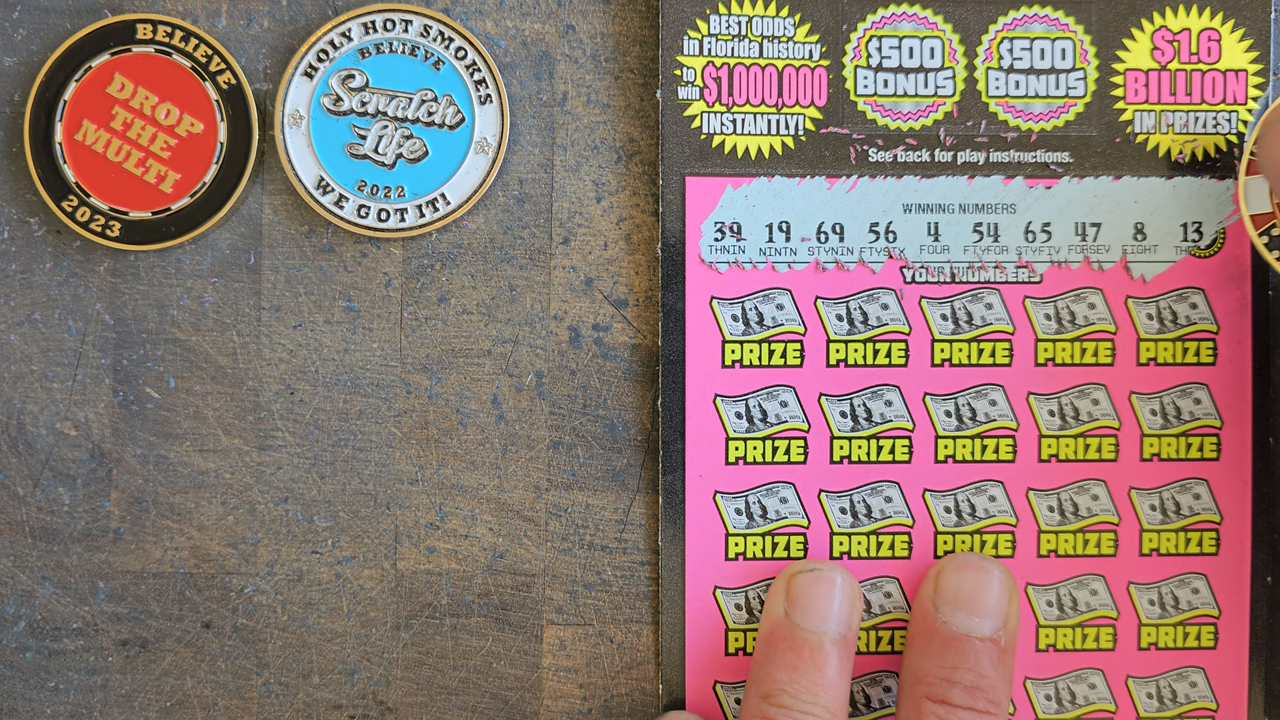 BELIEVE
DROP
THE
MULTI
2023
HOLY HOT SMOKES
BELIEVE
Scratch
Life
2022
WE GOT IT!
BEST ODDS
in Florida history
to win $1,000,000
INSTANTLY!
$500
BONUS
$500
BONUS
$1.6
BILLION
IN PRIZES!
See back for play instructions.
WINNING NUMBERS
39 19 69 56 4 54 65 47 8 13
THNIN NINTN STYNIN FTYSIX FOUR FTYFOR STYFIV FORSEV EIGHT
YOUR NUMBERS
PRIZE PRIZE PRIZE PRIZE PRIZE
PRIZE PRIZE PRIZE PRIZE PRIZE
PRIZE PRIZE PRIZE PRIZE PRIZE
PRIZE PRIZE PRIZE PRIZE